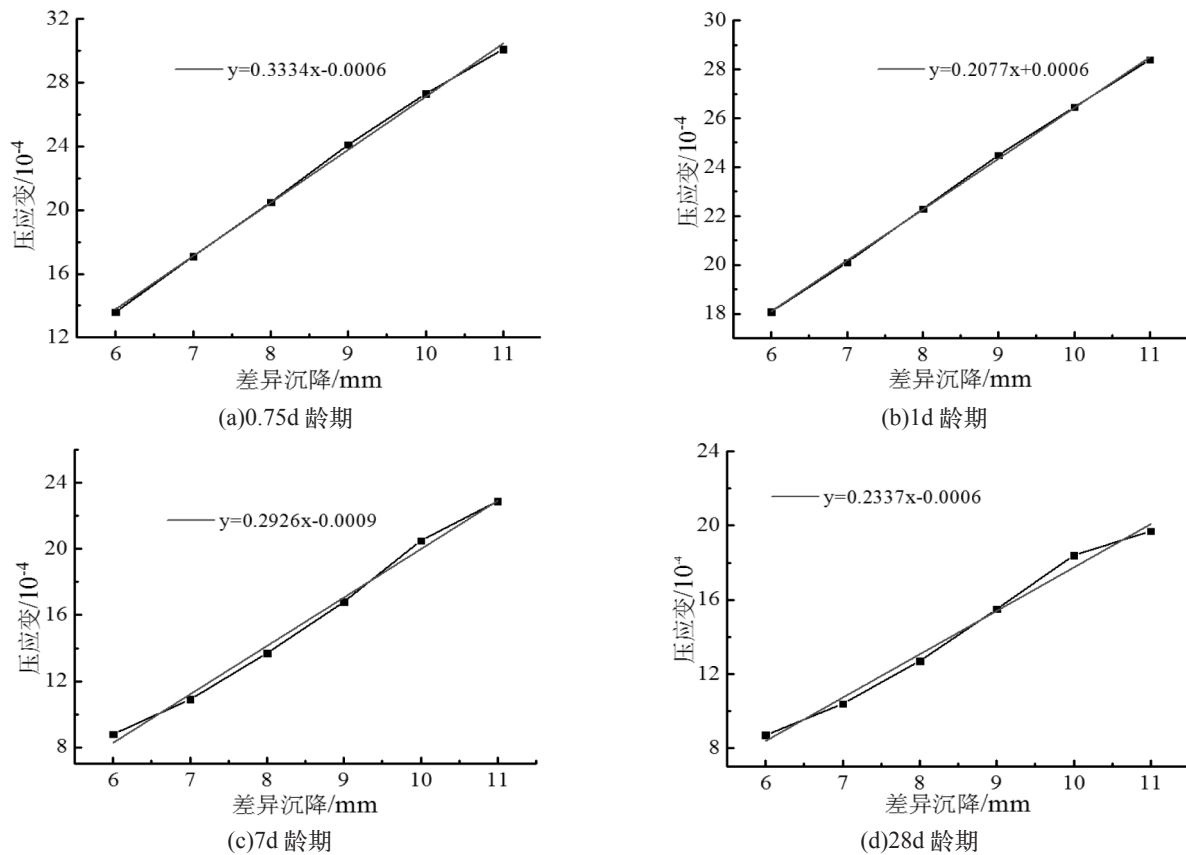 32
28
24
20
16
12
压应变/10-4
y=0.3334x-0.0006
6 7 8 9 10 11
差异沉降/mm
(a)0.75d 龄期
30
28
26
24
22
20
18
压应变/10-4
y=0.2077x+0.0006
6 7 8 9 10 11
差异沉降/mm
(b)1d 龄期
24
20
16
12
8
压应变/10-4
y=0.2926x-0.0009
6 7 8 9 10 11
差异沉降/mm
(c)7d 龄期
24
20
16
12
8
压应变/10-4
y=0.2337x-0.0006
6 7 8 9 10 11
差异沉降/mm
(d)28d 龄期